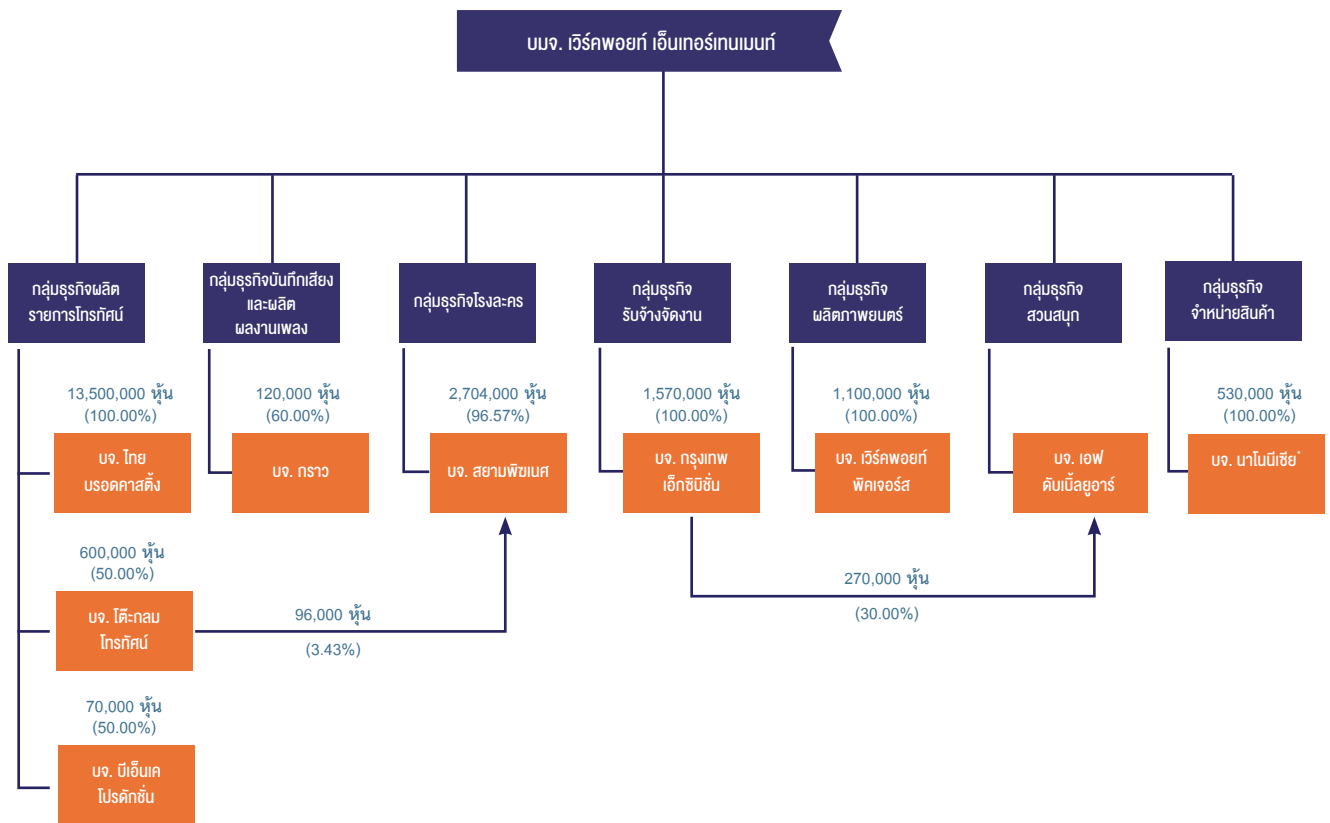 บมจ. เวิร์คพอยท์ เอ็นเทอร์เทนเมนท์
กลุ่มธุรกิจผลิต
รายการโทรทัศน์
กลุ่มธุรกิจบันทึกเสียง
และผลิต
ผลงานเพลง
กลุ่มธุรกิจโรงละคร
กลุ่มธุรกิจ
รับจ้างจัดงาน
กลุ่มธุรกิจ
ผลิตภาพยนตร์
กลุ่มธุรกิจ
สวนสนุก
กลุ่มธุรกิจ
จำหน่ายสินค้า
13,500,000 หุ้น
(100.00%)
120,000 หุ้น
(60.00%)
2,704,000 หุ้น
(96.57%)
1,570,000 หุ้น
(100.00%)
1,100,000 หุ้น
(100.00%)
530,000 หุ้น
(100.00%)
บจ. ไทย
บรอดคาสติ้ง
บจ. กราว
บจ. สยามพิฆเนศ
บจ. กรุงเทพ
เอ็กซิบิชั่น
บจ. เวิร์คพอยท์
พิคเจอร์ส
บจ. เอฟ
ดับเบิ้ลยูอาร์
บจ. นาโนนีเซีย*
600,000 หุ้น
(50.00%)
บจ. โต๊ะกลม
โทรทัศน์
96,000 หุ้น
(3.43%)
270,000 หุ้น
(30.00%)
70,000 หุ้น
(50.00%)
บจ. บีเอ็นเค
โปรดักชั่น